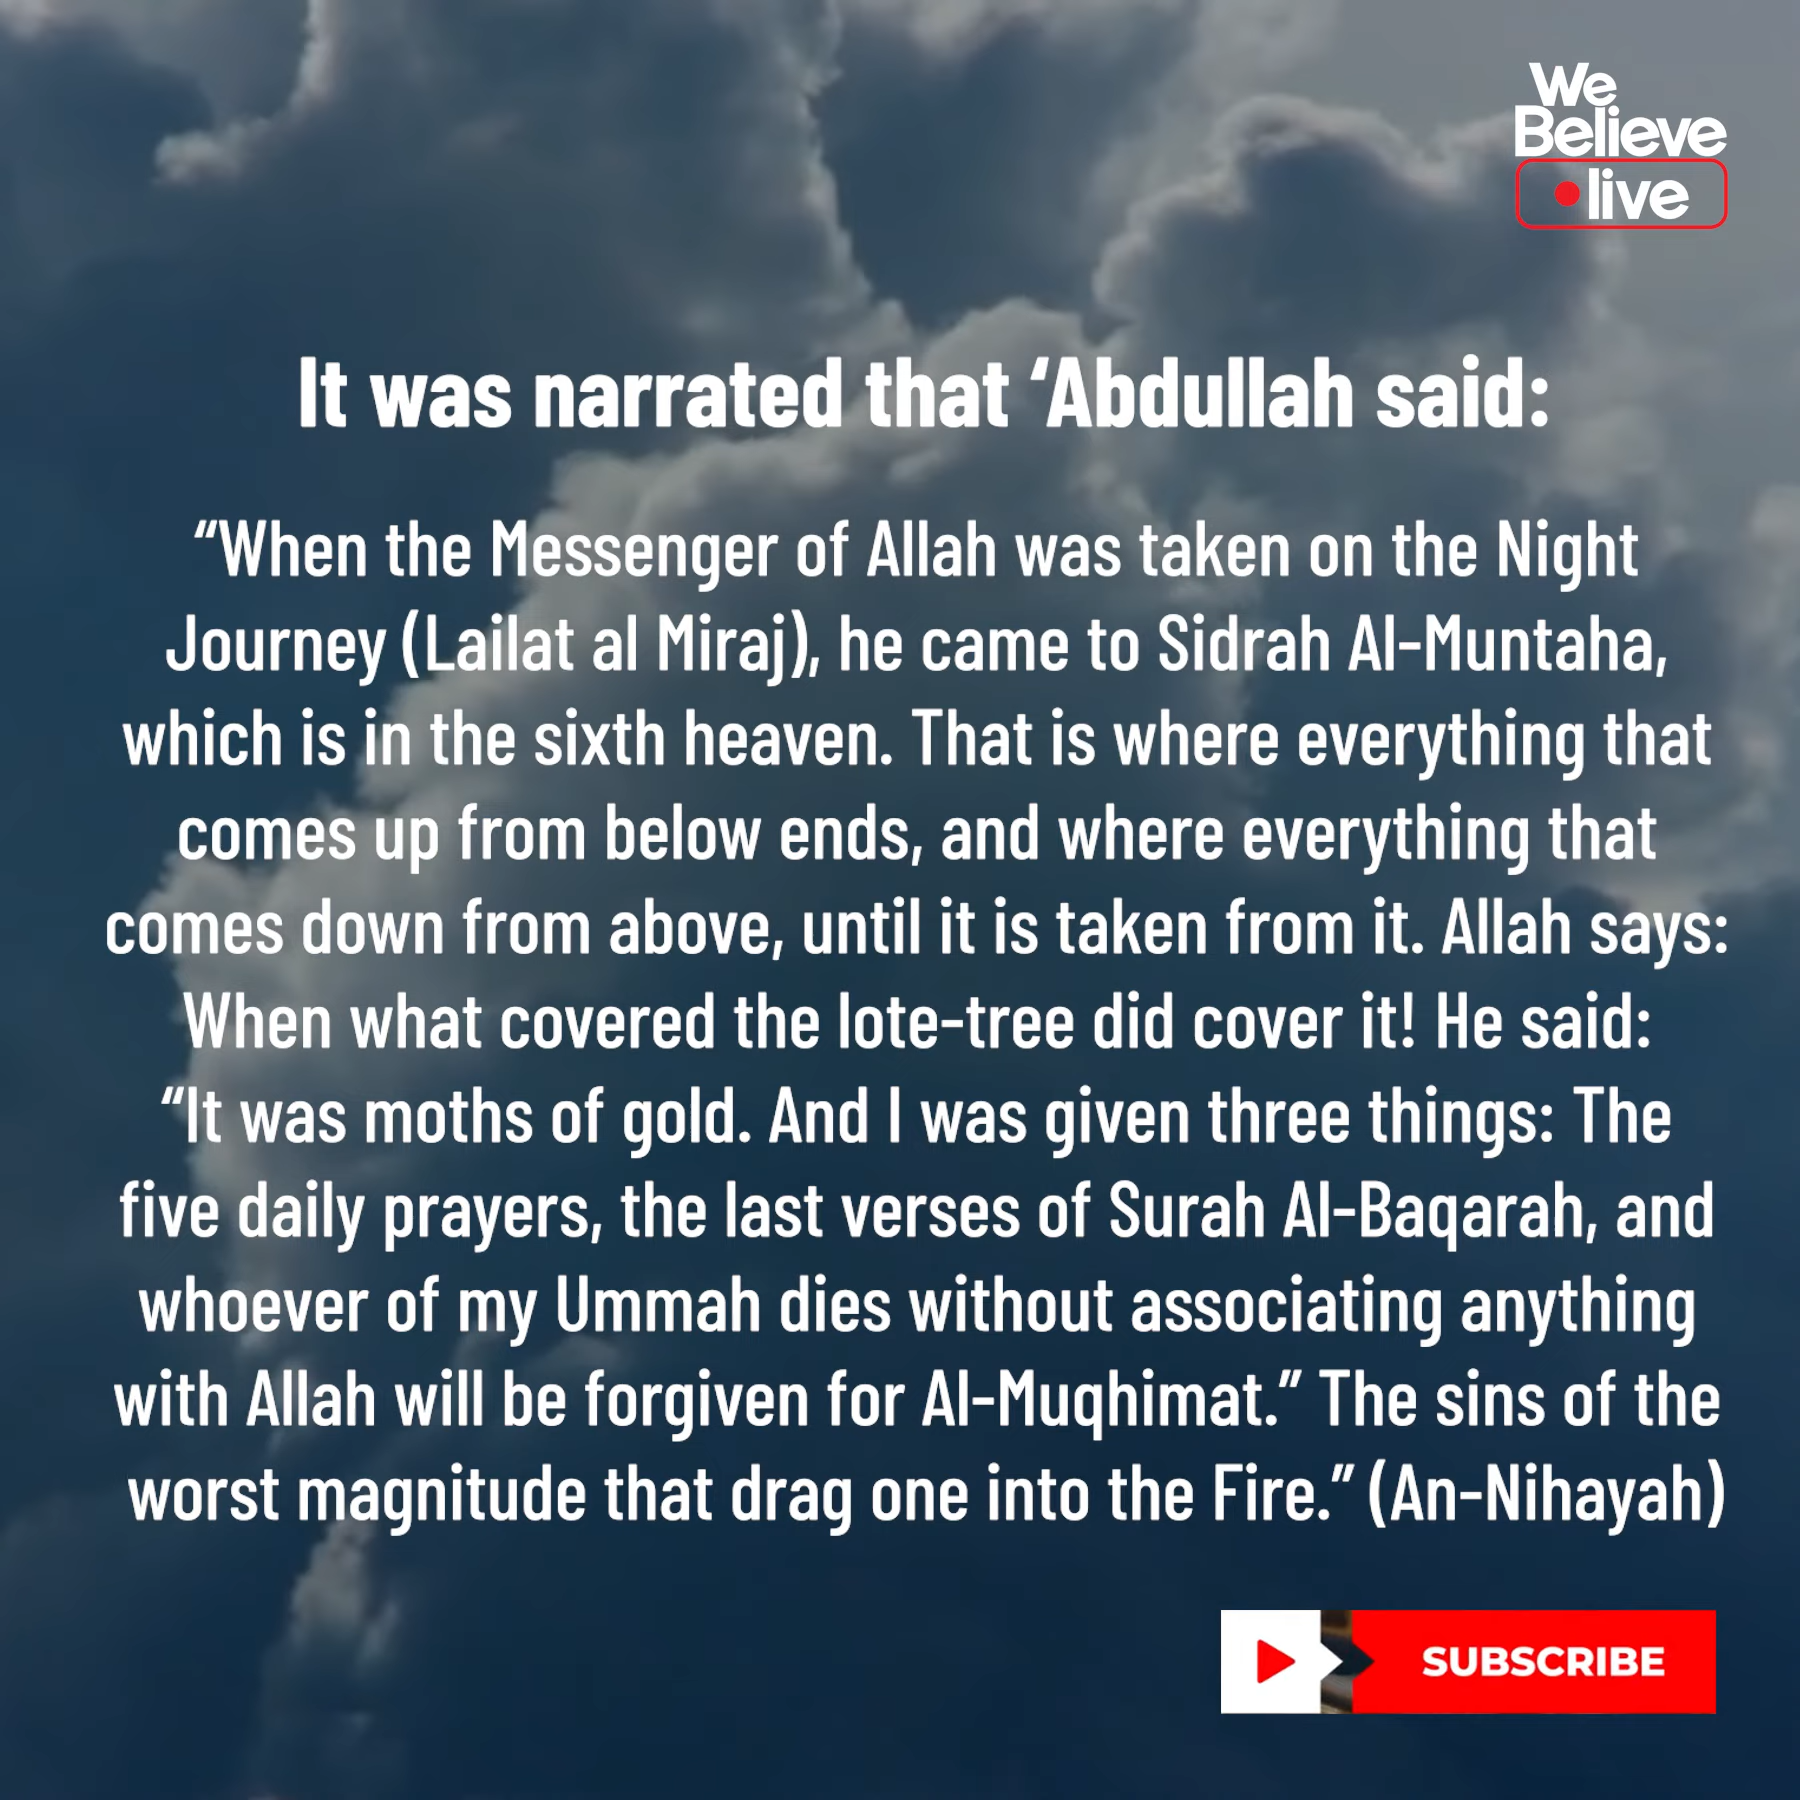 We
Believe
live
It was narrated that ‘Abdullah said:
“When the Messenger of Allah was taken on the Night
Journey (Lailat al Miraj), he came to Sidrah Al-Muntaha,
which is in the sixth heaven. That is where everything that
comes up from below ends, and where everything that
comes down from above, until it is taken from it. Allah says:
When what covered the lote-tree did cover it! He said:
“It was moths of gold. And I was given three things: The
five daily prayers, the last verses of Surah Al-Baqarah, and
whoever of my Ummah dies without associating anything
with Allah will be forgiven for Al-Muqhimat.” The sins of the
worst magnitude that drag one into the Fire.” (An-Nihayah)
SUBSCRIBE